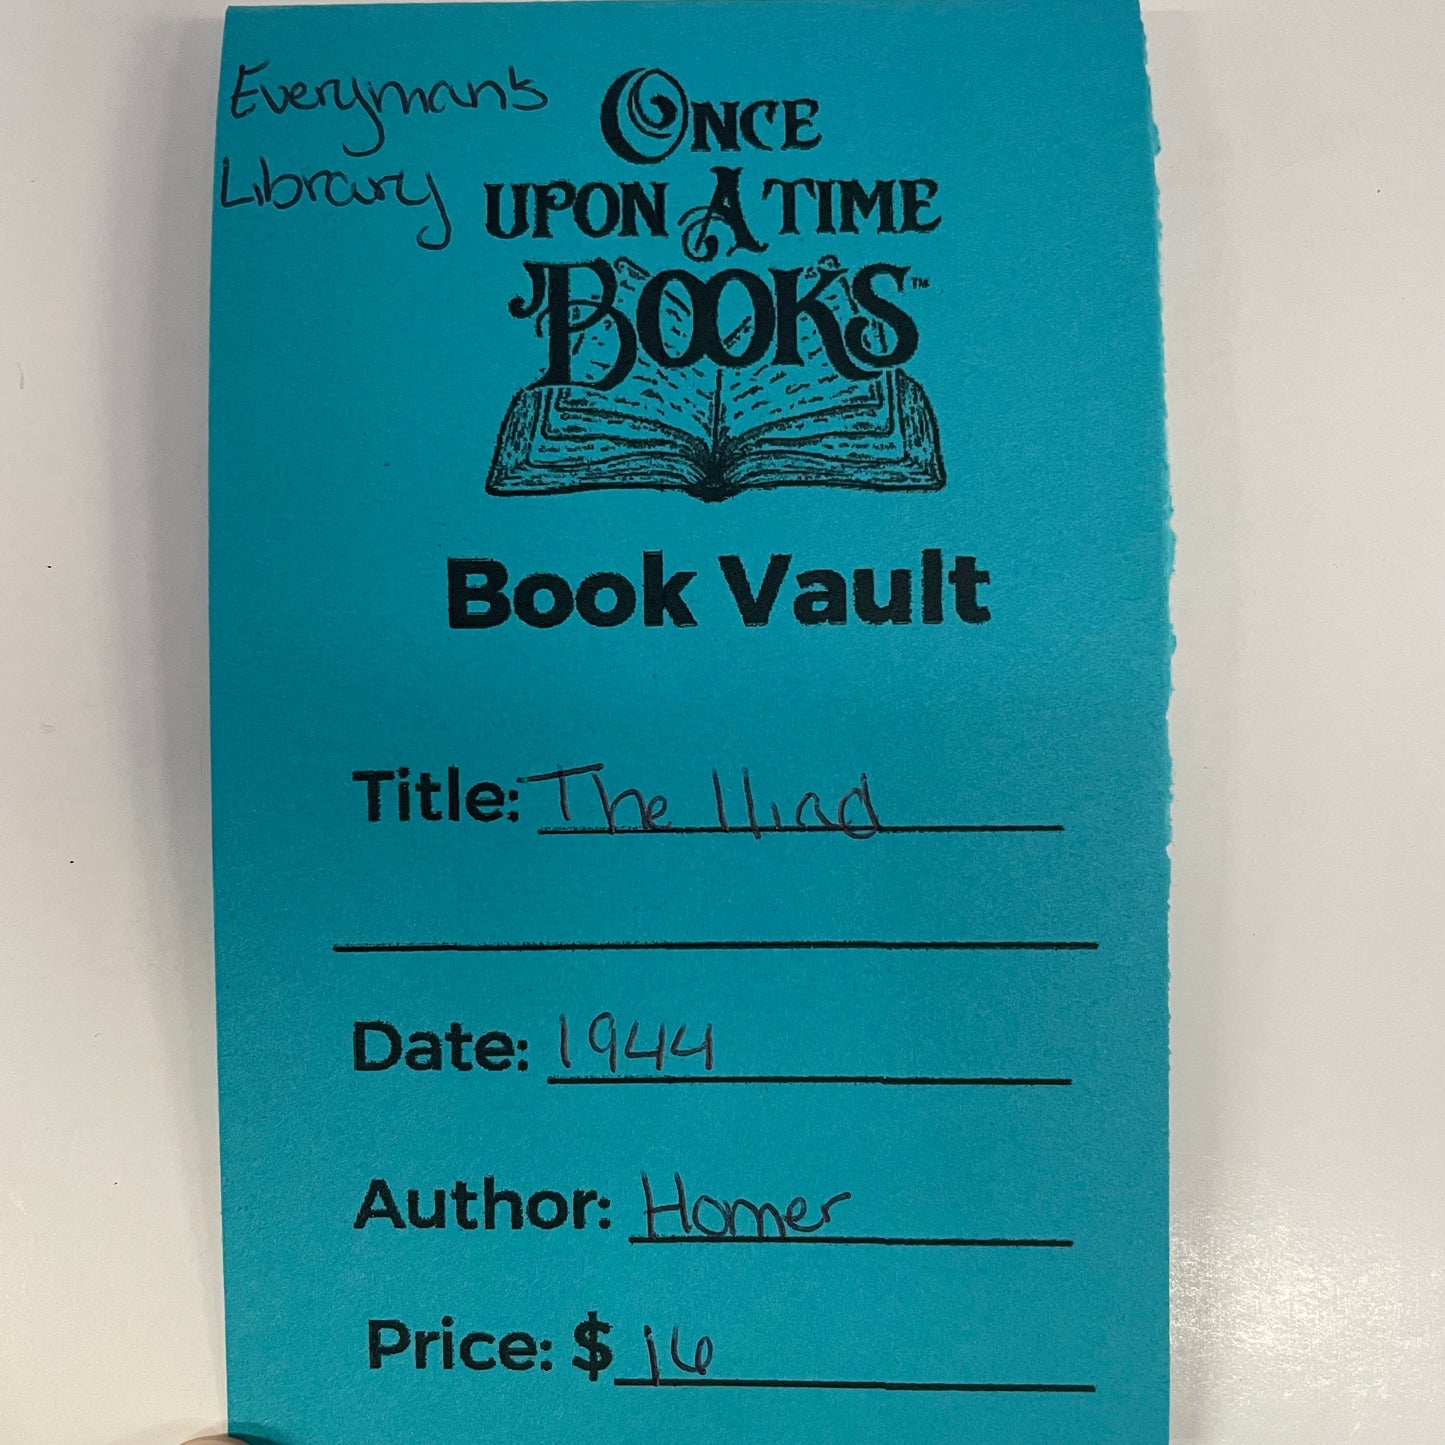 Everyman's
Library
ONCE
UPON A TIME
BOOKS™
Book Vault
Title: The Iliad
Date: 1944
Author: Homer
Price: $ 16